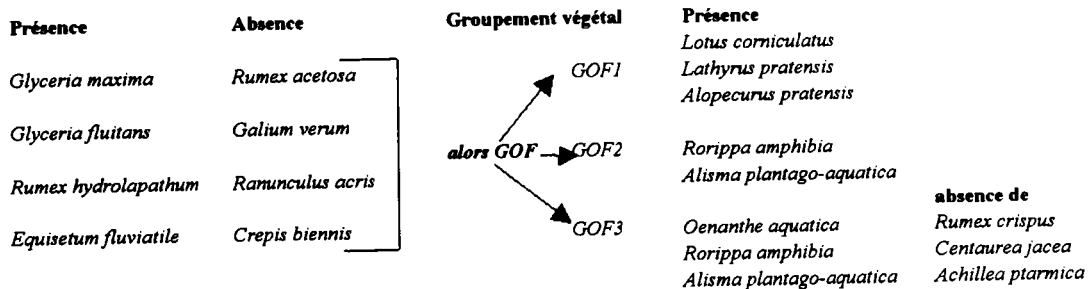 Présence Absence Groupement végétal Présence
Lotus corniculatus
Glyceria maxima Rumex acetosa GOF1 Lathyrus pratensis
Alopecurus pratensis
Glyceria fluitans Galium verum
alors GOF GOF2 Rorippa amphibia
Rumex hydrolapathum Ranunculus acris Alisma plantago-aquatica
absence de
Equisetum fluviatile Crepis biennis GOF3 Oenanthe aquatica Rumex crispus
Rorippa amphibia Centaurea jacea
Alisma plantago-aquatica Achillea ptarmica